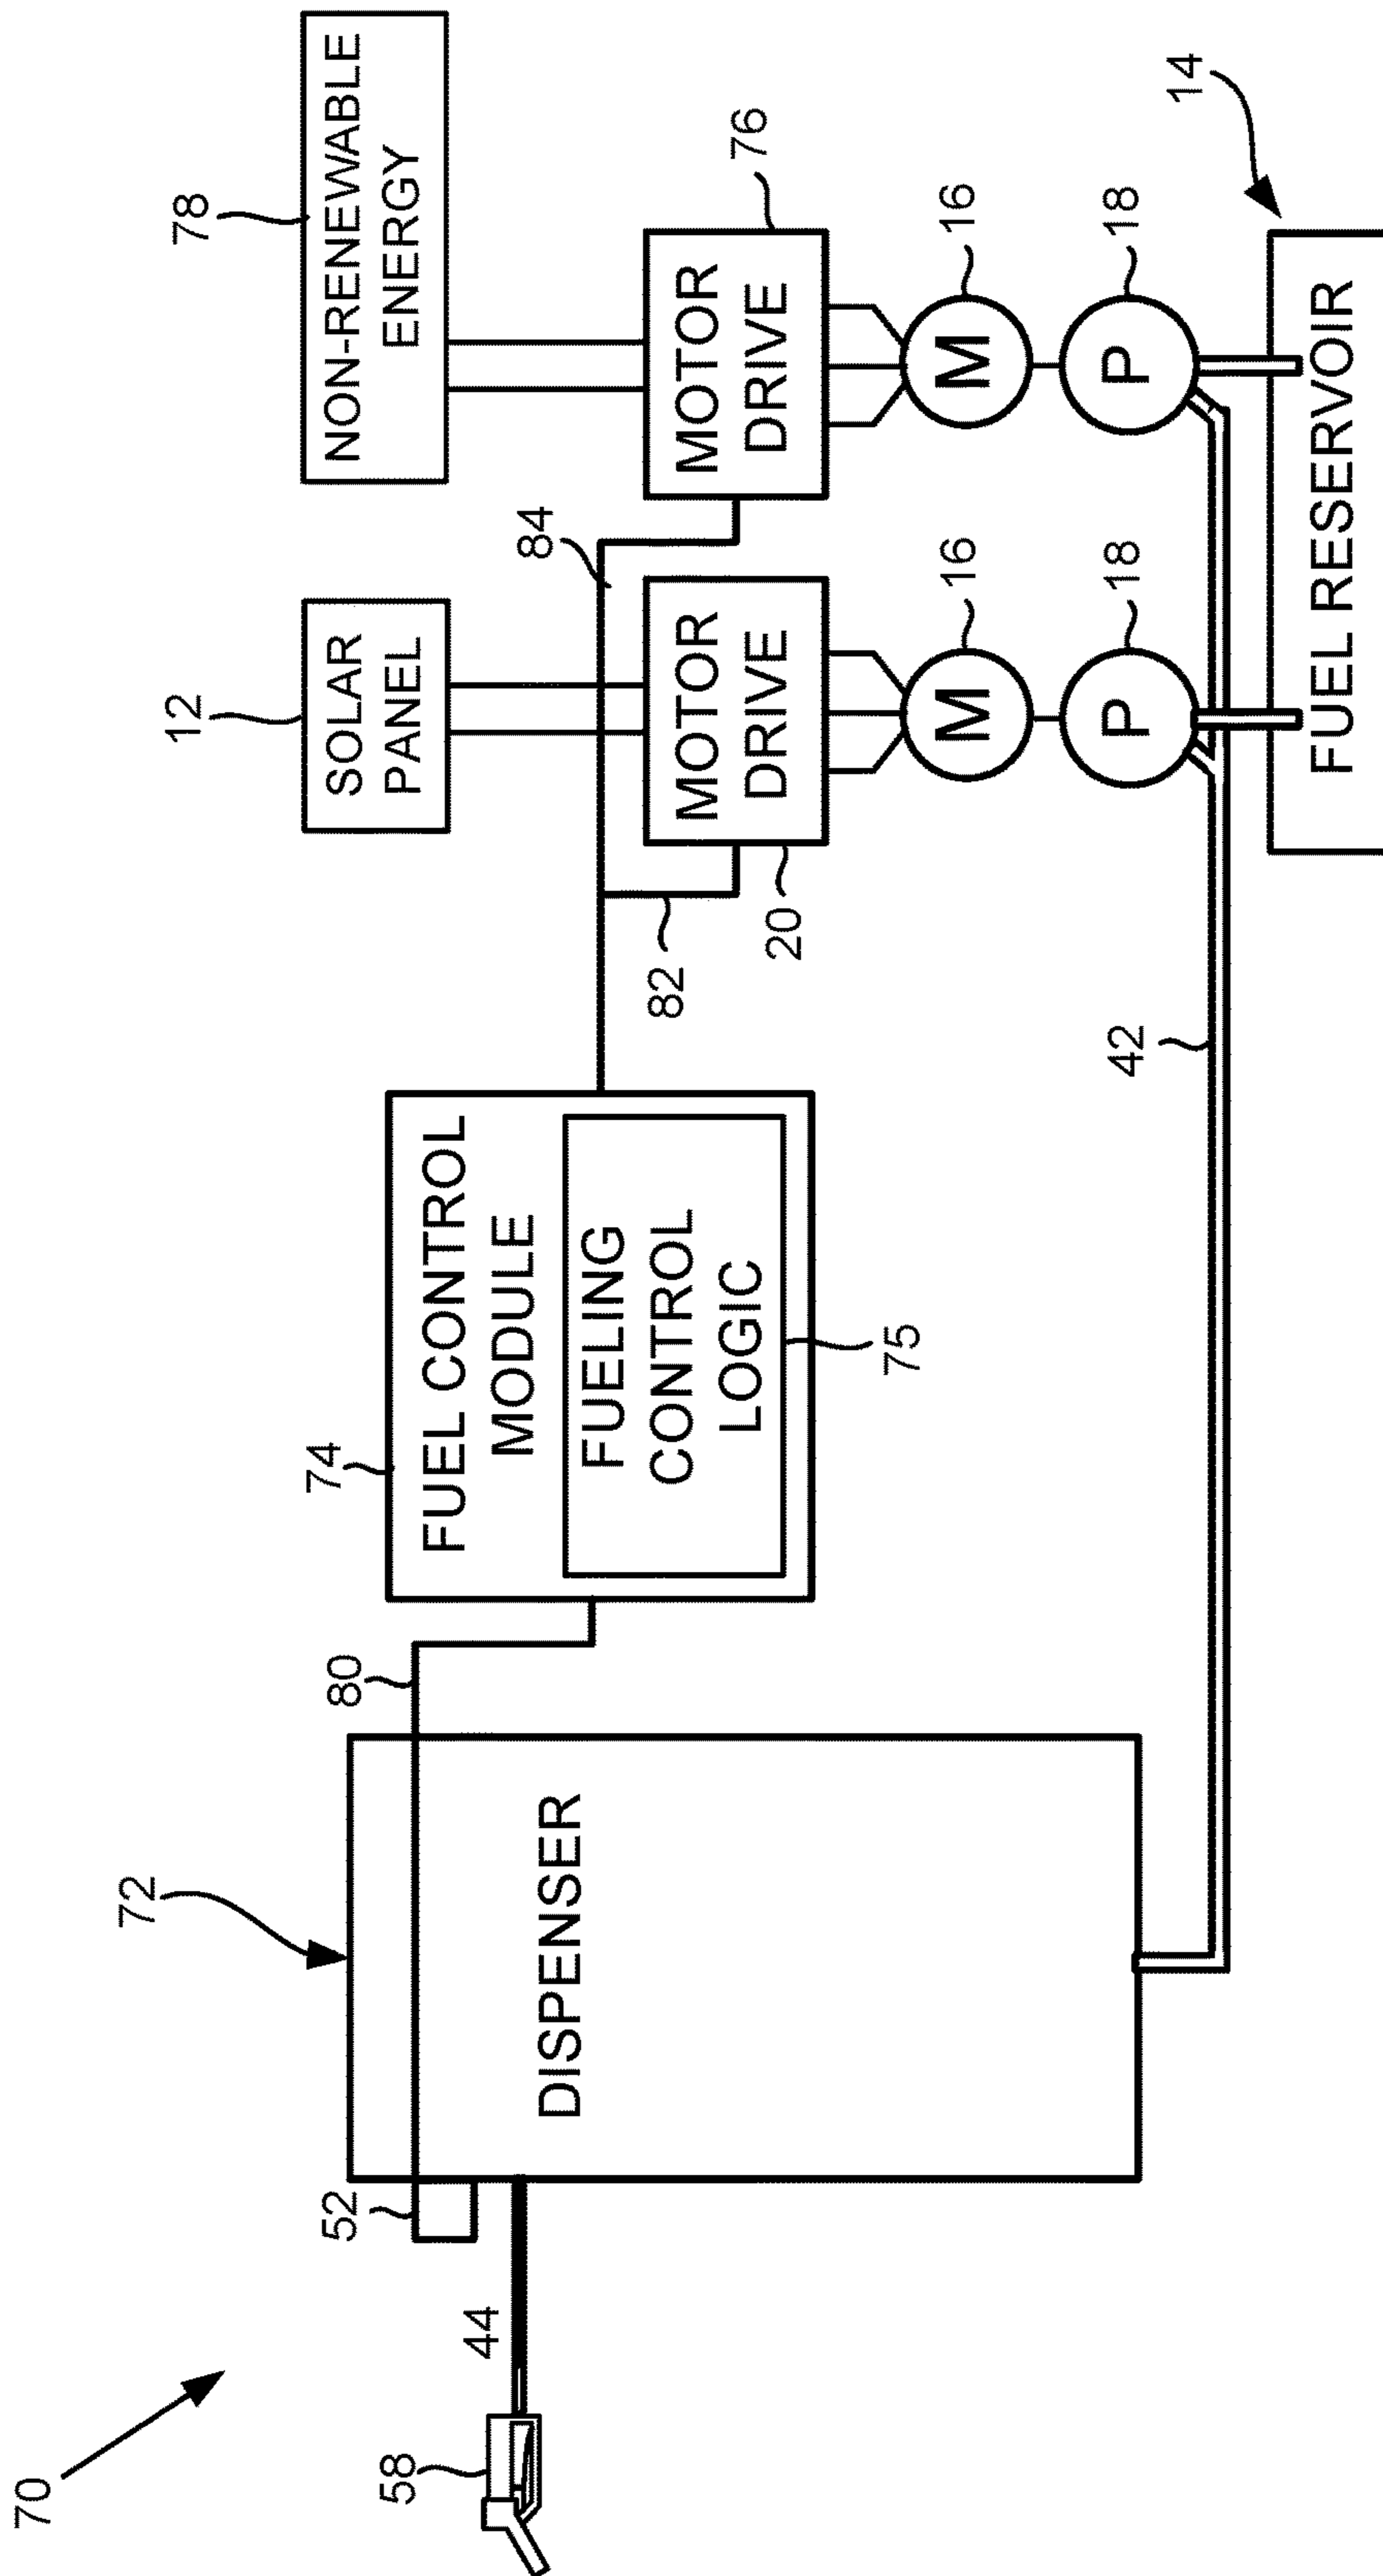 70
58
44
52
72
DISPENSER
80
74
FUEL CONTROL
MODULE
FUELING
CONTROL
LOGIC
75
12
SOLAR
PANEL
78
NON-RENEWABLE
ENERGY
82
84
MOTOR
DRIVE
20
MOTOR
DRIVE
76
M
16
M
16
P
18
P
18
42
14
FUEL RESERVOIR